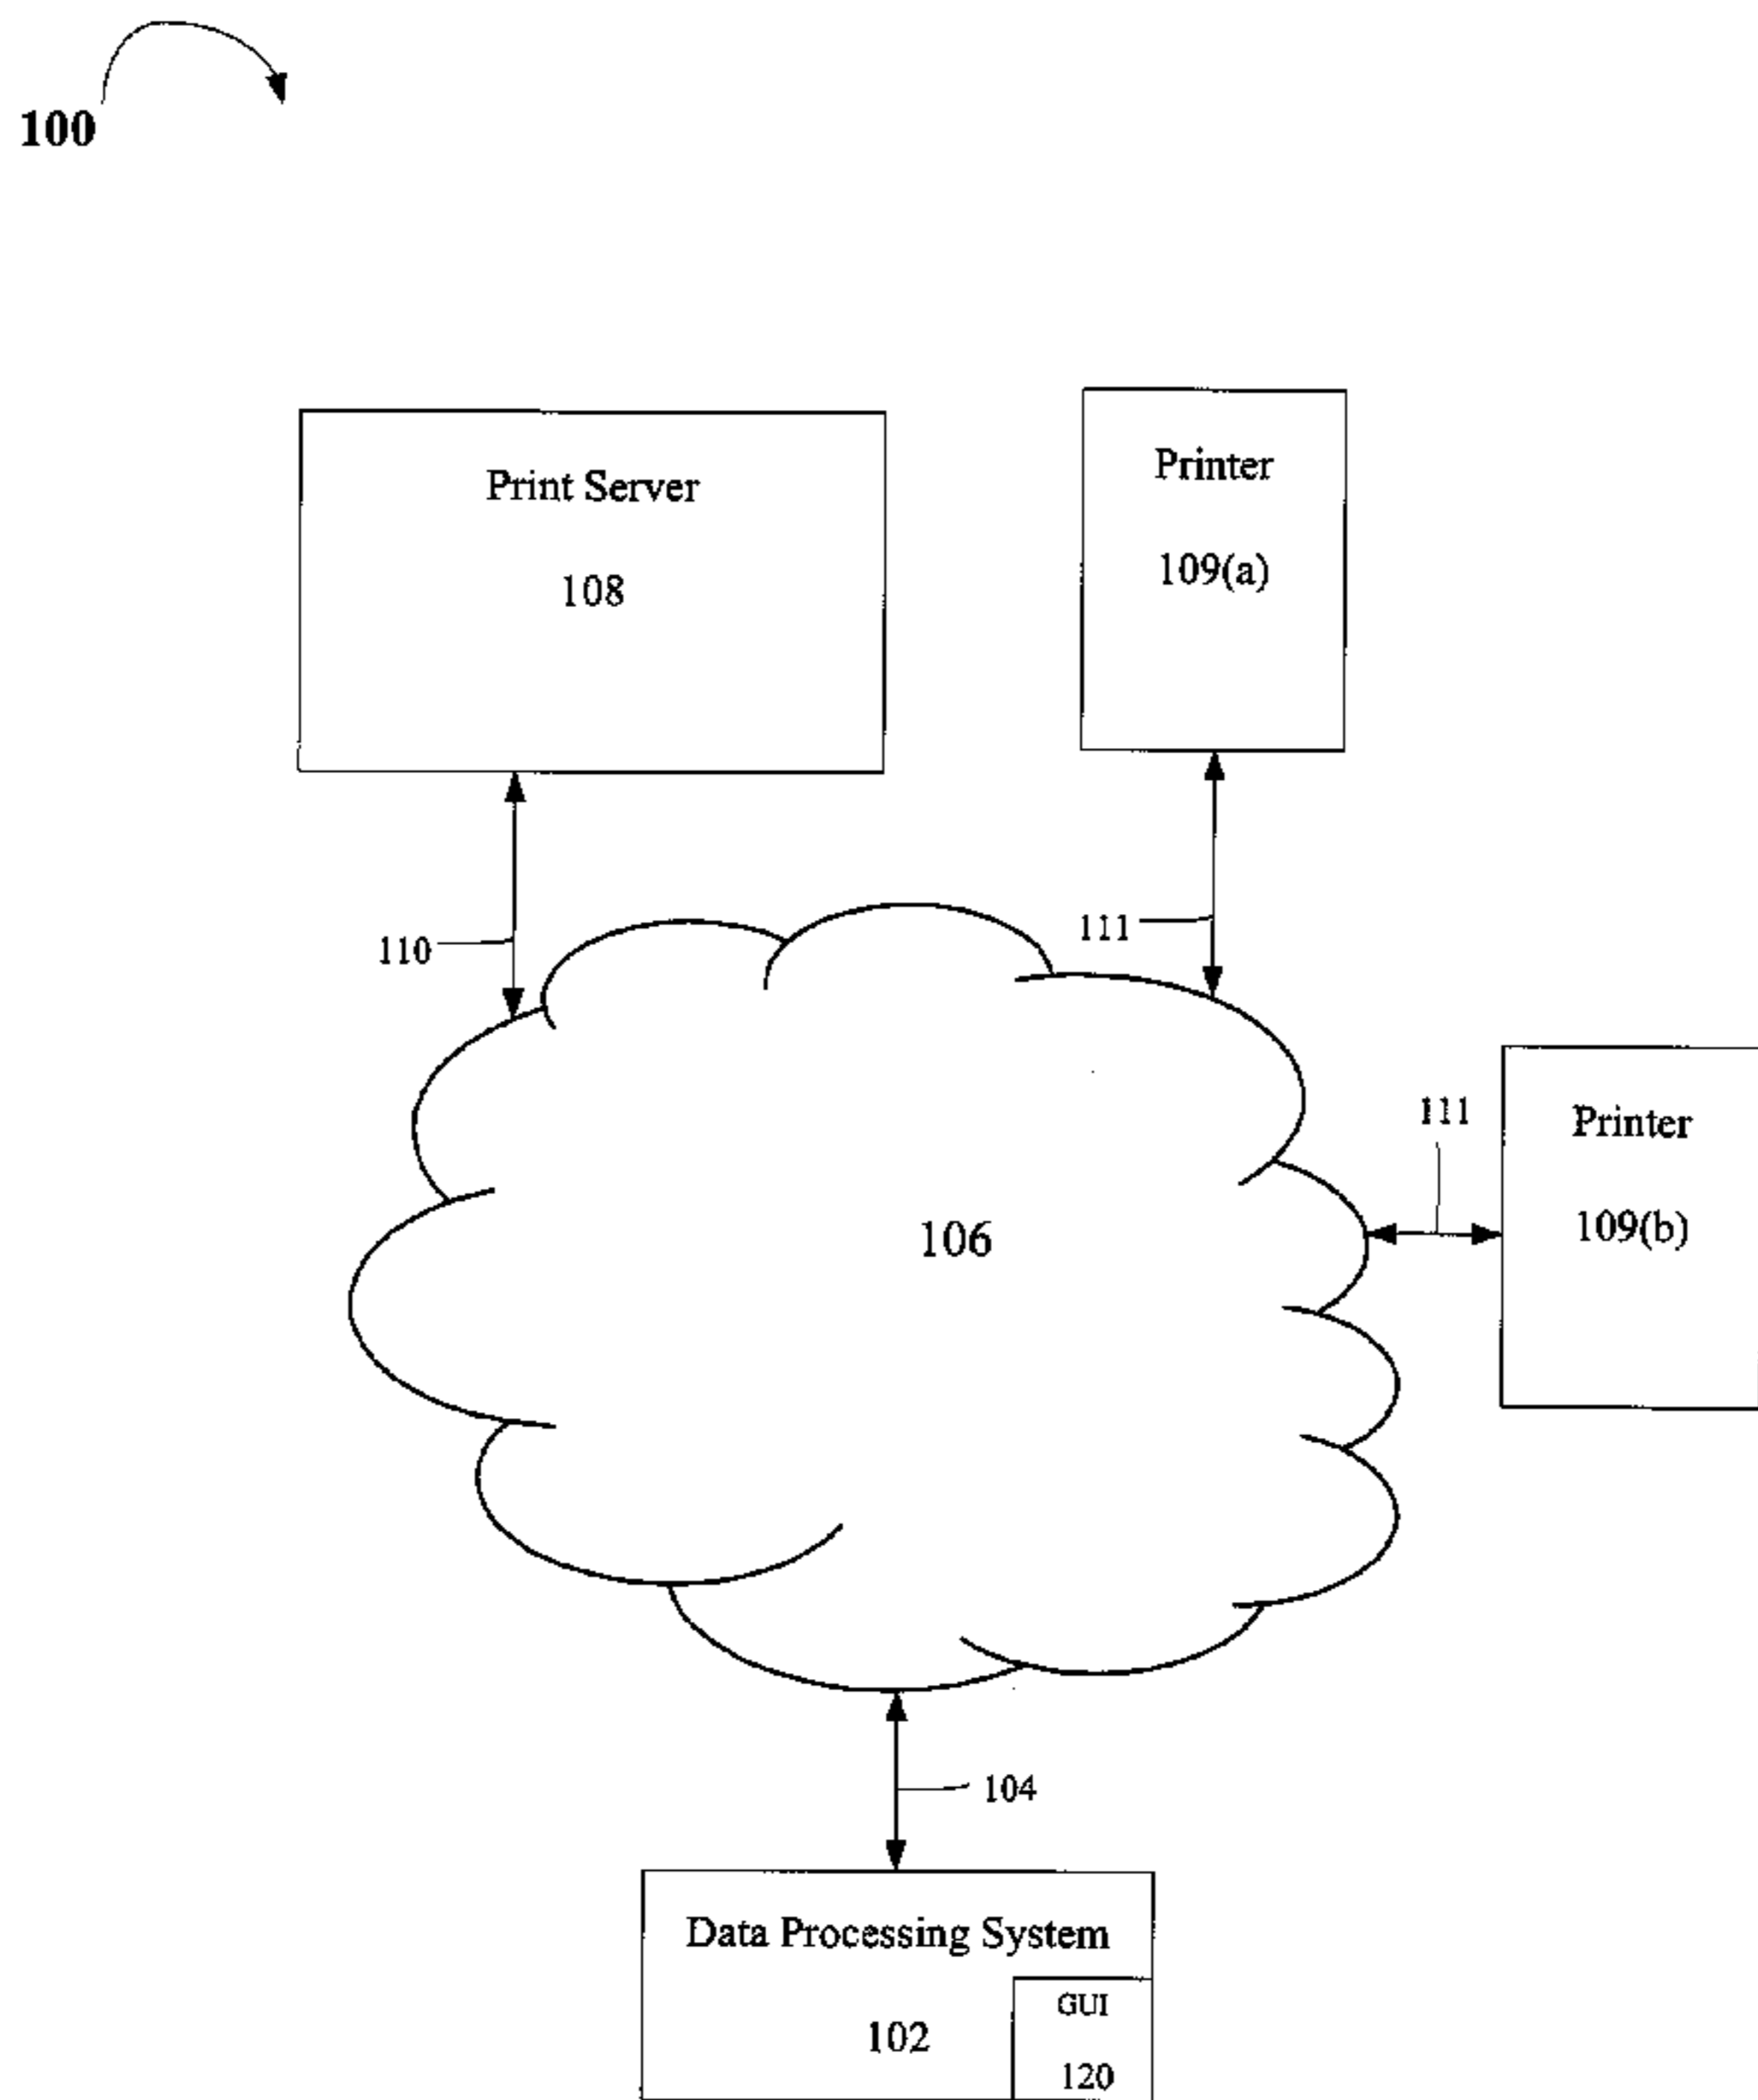 100
Print Server
108
Printer
109(a)
110
111
111
Printer
109(b)
106
104
Data Processing System
102
GUI
120